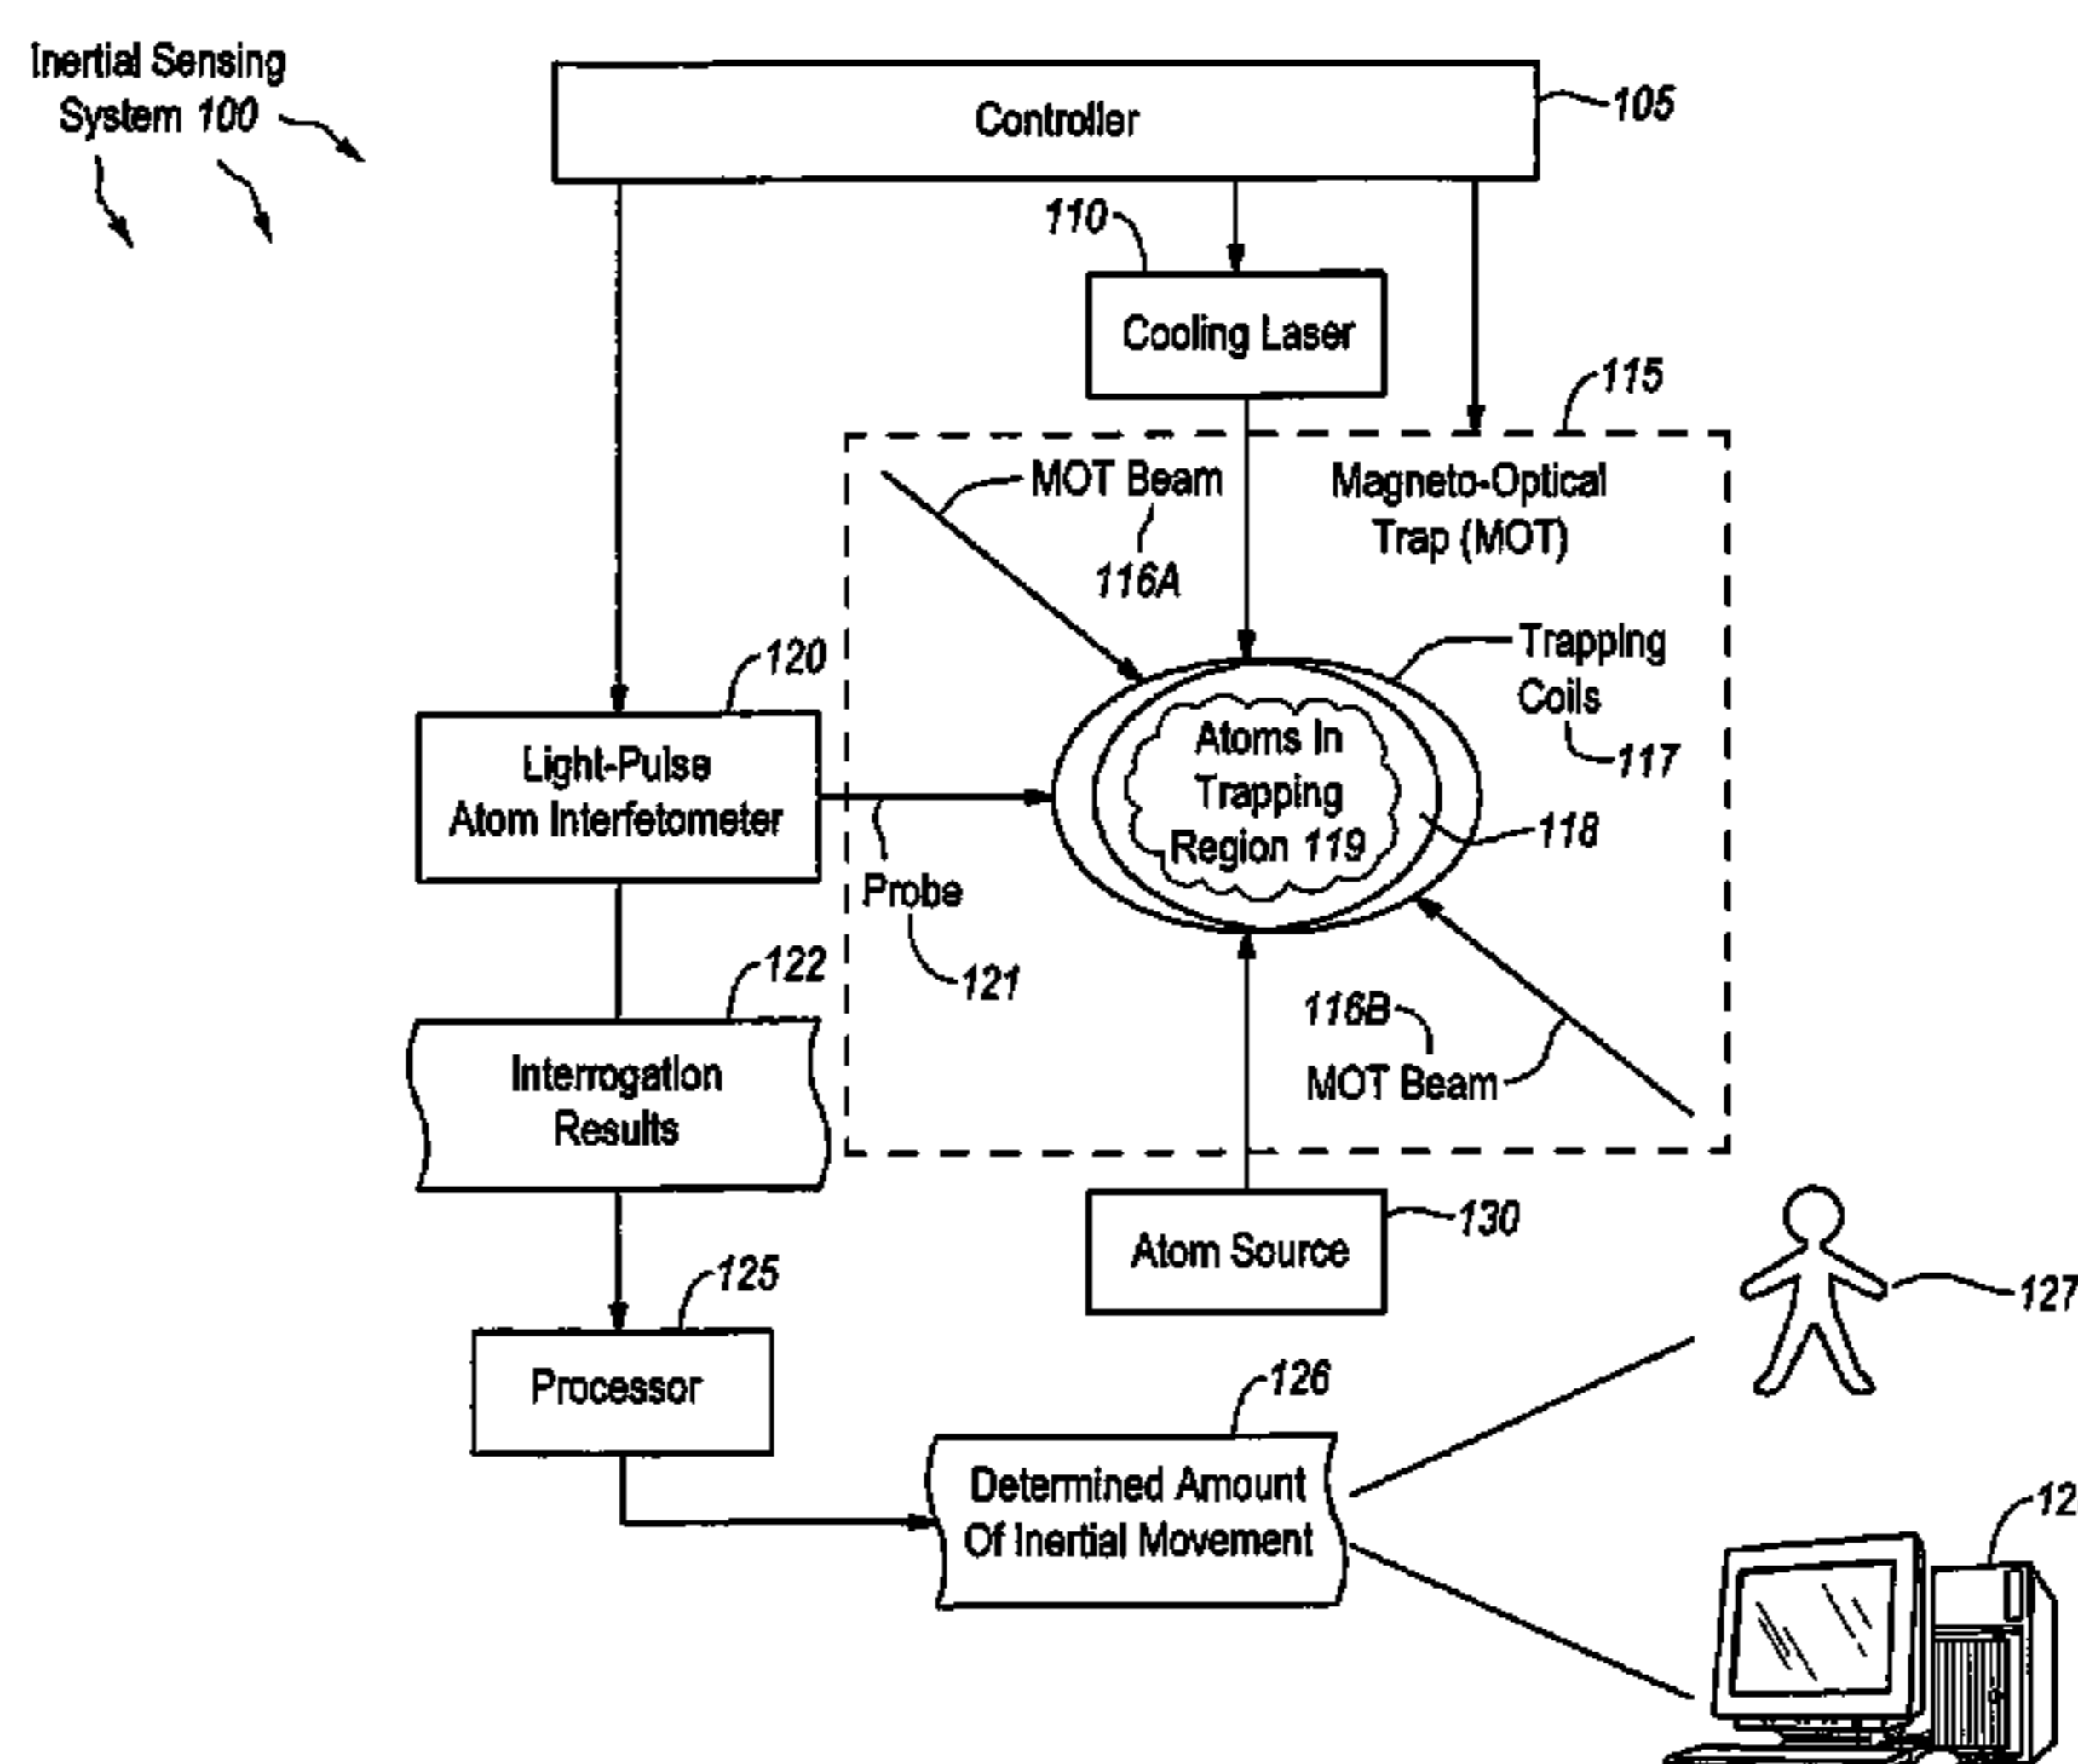 Inertial Sensing
System 100
Controller
105
110
Cooling Laser
115
MOT Beam
116A
Magneto-Optical
Trap (MOT)
120
Trapping
Coils
117
Light-Pulse
Atom Interfetometer
Atoms In
Trapping
Region 119
118
Probe
121
122
116B
MOT Beam
Interrogation
Results
130
Atom Source
125
127
Processor
126
Determined Amount
Of Inertial Movement
12